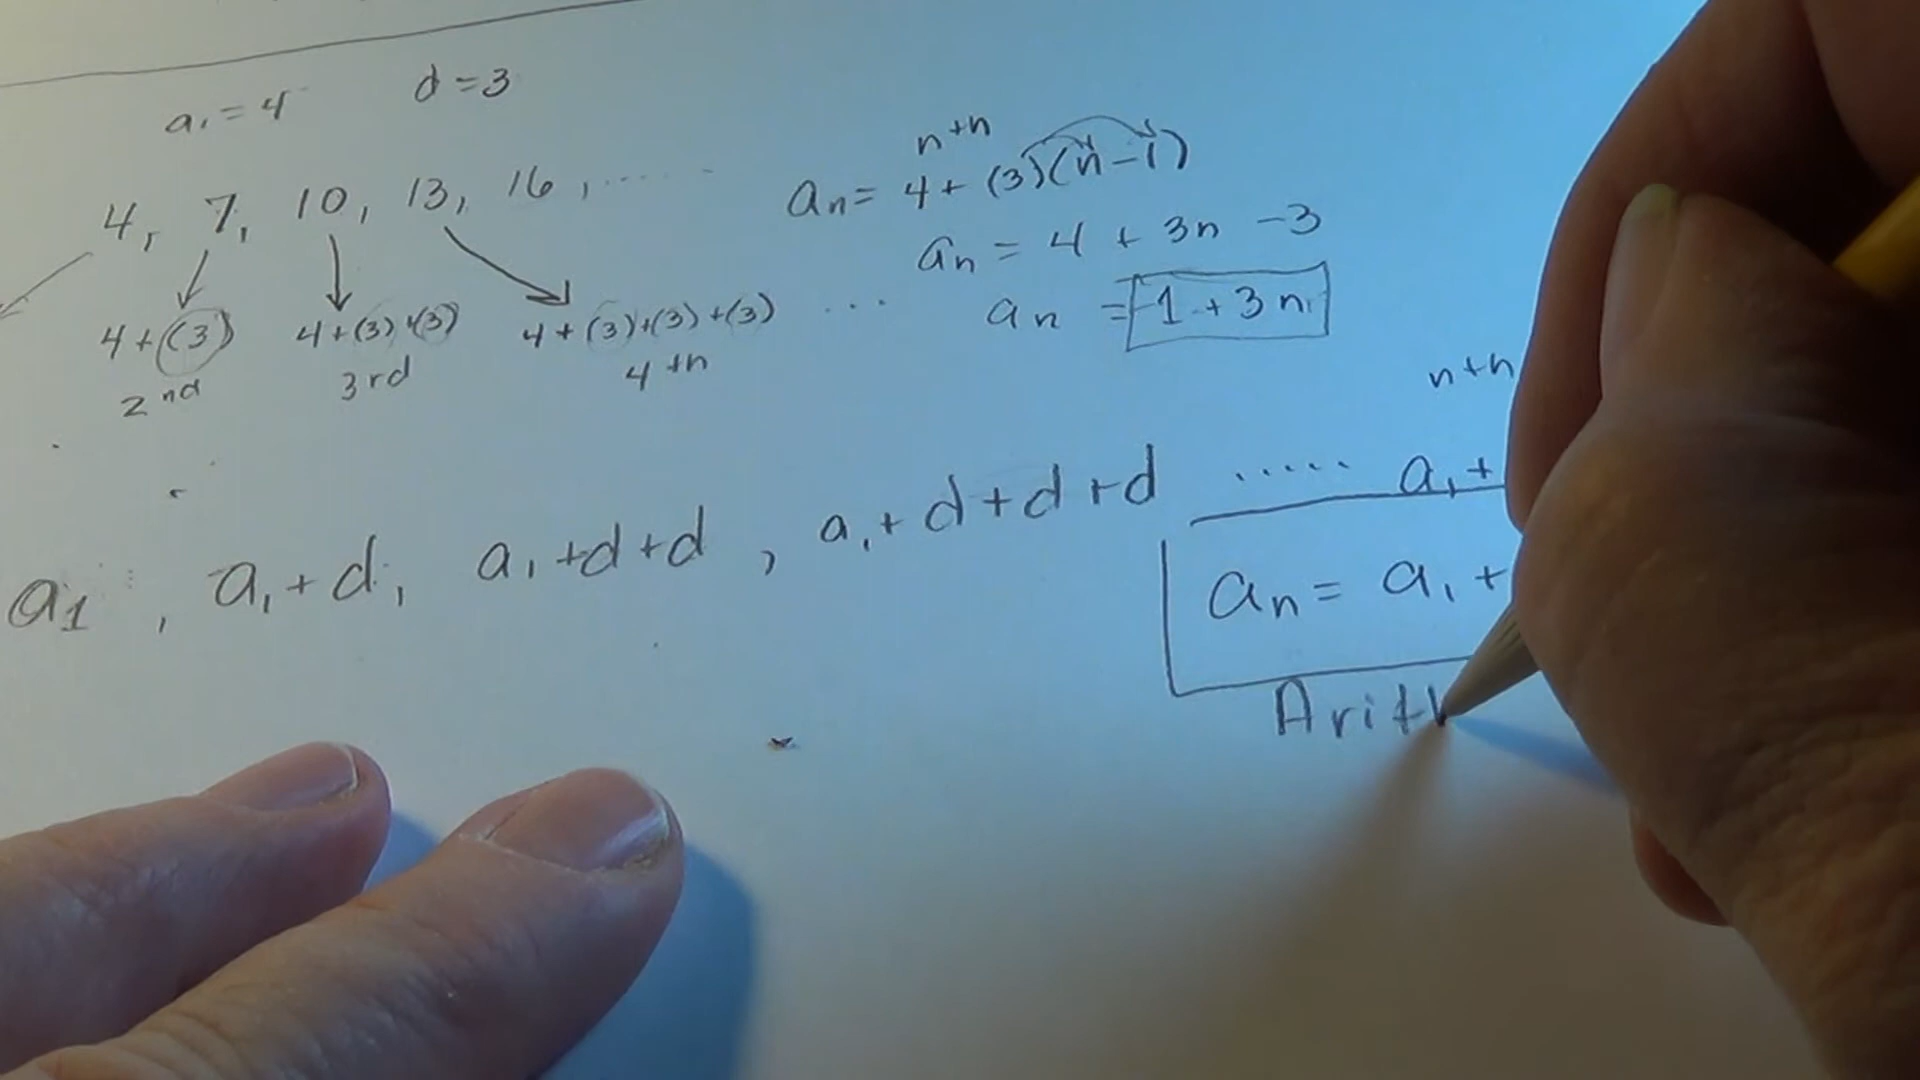 a₁ = 4 d = 3
4, 7, 10, 13, 16, .....
4 + (3) 4 + (3) + (3) 4 + (3) + (3) + (3) ...
2nd 3rd 4th
nth
aₙ = 4 + (3)(n - 1)
aₙ = 4 + 3n - 3
aₙ = 1 + 3n
nth
a₁, a₁ + d, a₁ + d + d, a₁ + d + d + d ..... a₁ +
aₙ = a₁ +
Arith